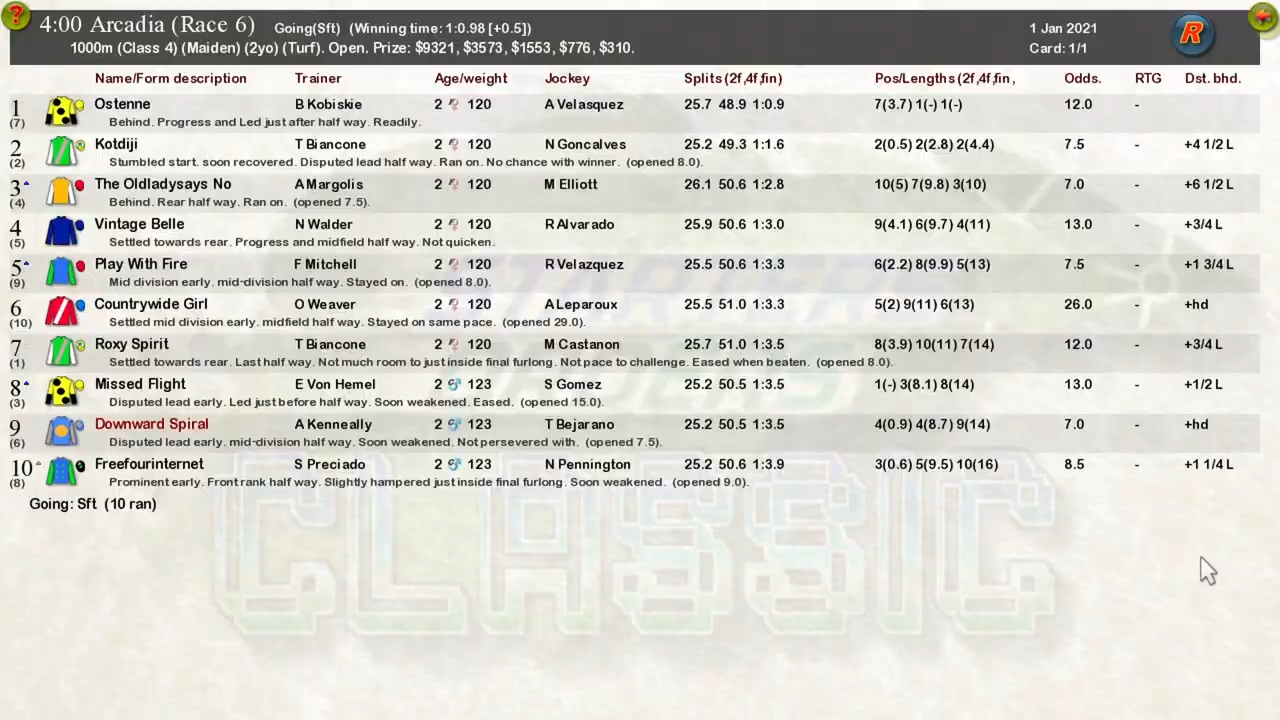 ?
4:00 Arcadia (Race 6) Going(Sft) (Winning time: 1:0.98 [+0.5]) 1 Jan 2021
1000m (Class 4) (Maiden) (2yo) (Turf). Open. Prize: $9321, $3573, $1553, $776, $310. Card: 1/1
R
Name/Form description Trainer Age/weight Jockey Splits (2f,4f,fin) Pos/Lengths (2f,4f,fin, Odds. RTG Dst. bhd.
1 Ostenne B Kobiskie 2 ♀ 120 A Velasquez 25.7 48.9 1:0.9 7(3.7) 1(-) 1(-) 12.0 -
(7) Behind. Progress and Led just after half way. Readily.
2 Kotdiji T Biancone 2 ♀ 120 N Goncalves 25.2 49.3 1:1.6 2(0.5) 2(2.8) 2(4.4) 7.5 - +4 1/2 L
(2) Stumbled start. soon recovered. Disputed lead half way. Ran on. No chance with winner. (opened 8.0).
3 The Oldladysays No A Margolis 2 ♀ 120 M Elliott 26.1 50.6 1:2.8 10(5) 7(9.8) 3(10) 7.0 - +6 1/2 L
(4) Behind. Rear half way. Ran on. (opened 7.5).
4 Vintage Belle N Walder 2 ♀ 120 R Alvarado 25.9 50.6 1:3.0 9(4.1) 6(9.7) 4(11) 13.0 - +3/4 L
(5) Settled towards rear. Progress and midfield half way. Not quicken.
5 Play With Fire F Mitchell 2 ♀ 120 R Velazquez 25.5 50.6 1:3.3 6(2.2) 8(9.9) 5(13) 7.5 - +1 3/4 L
(9) Mid division early. mid-division half way. Stayed on. (opened 8.0).
6 Countrywide Girl O Weaver 2 ♀ 120 A Leparoux 25.5 51.0 1:3.3 5(2) 9(11) 6(13) 26.0 - +hd
(10) Settled mid division early. midfield half way. Stayed on same pace. (opened 29.0).
7 Roxy Spirit T Biancone 2 ♀ 120 M Castanon 25.7 51.0 1:3.5 8(3.9) 10(11) 7(14) 12.0 - +3/4 L
(1) Settled towards rear. Last half way. Not much room to just inside final furlong. Not pace to challenge. Eased when beaten. (opened 8.0).
8 Missed Flight E Von Hemel 2 ♂ 123 S Gomez 25.2 50.5 1:3.5 1(-) 3(8.1) 8(14) 13.0 - +1/2 L
(3) Disputed lead early. Led just before half way. Soon weakened. Eased. (opened 15.0).
9 Downward Spiral A Kenneally 2 ♂ 123 T Bejarano 25.2 50.5 1:3.5 4(0.9) 4(8.7) 9(14) 7.0 - +hd
(6) Disputed lead early. mid-division half way. Soon weakened. Not persevered with. (opened 7.5).
10 Freefourinternet S Preciado 2 ♂ 123 N Pennington 25.2 50.6 1:3.9 3(0.6) 5(9.5) 10(16) 8.5 - +1 1/4 L
(8) Prominent early. Front rank half way. Slightly hampered just inside final furlong. Soon weakened. (opened 9.0).
Going: Sft (10 ran)
CLASSIC